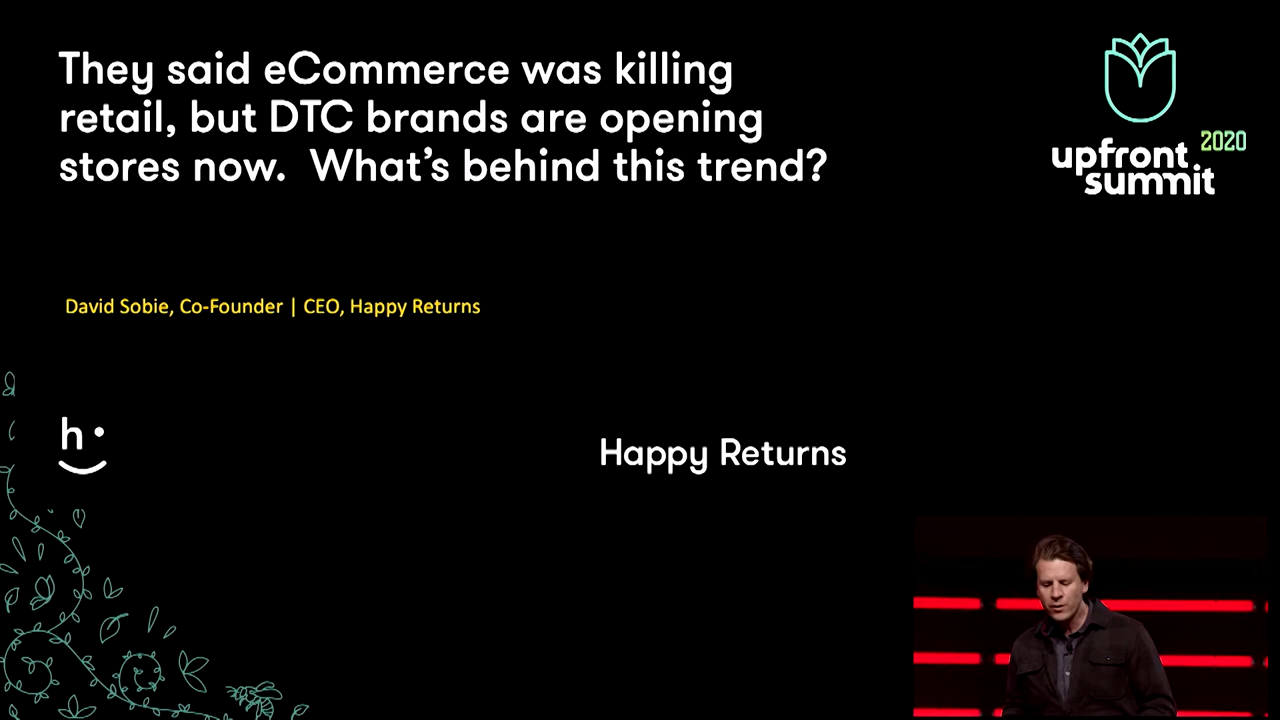 They said eCommerce was killing
retail, but DTC brands are opening
stores now.  What's behind this trend?
upfront 2020
summit
David Sobie, Co-Founder | CEO, Happy Returns
h
Happy Returns